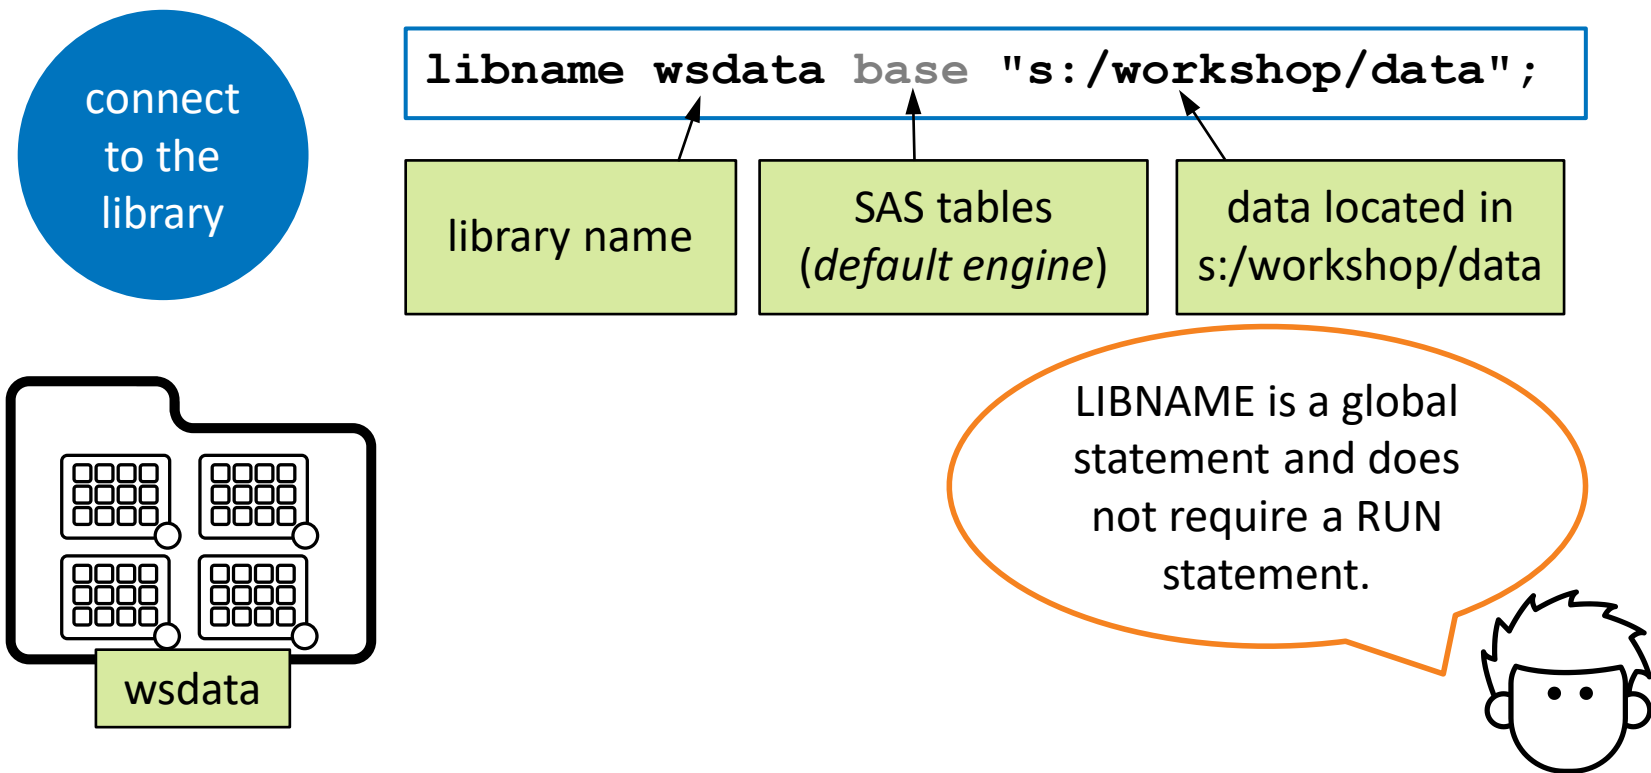 connect
to the
library
libname wsdata base "s:/workshop/data";
library name
SAS tables
(default engine)
data located in
s:/workshop/data
LIBNAME is a global
statement and does
not require a RUN
statement.
wsdata